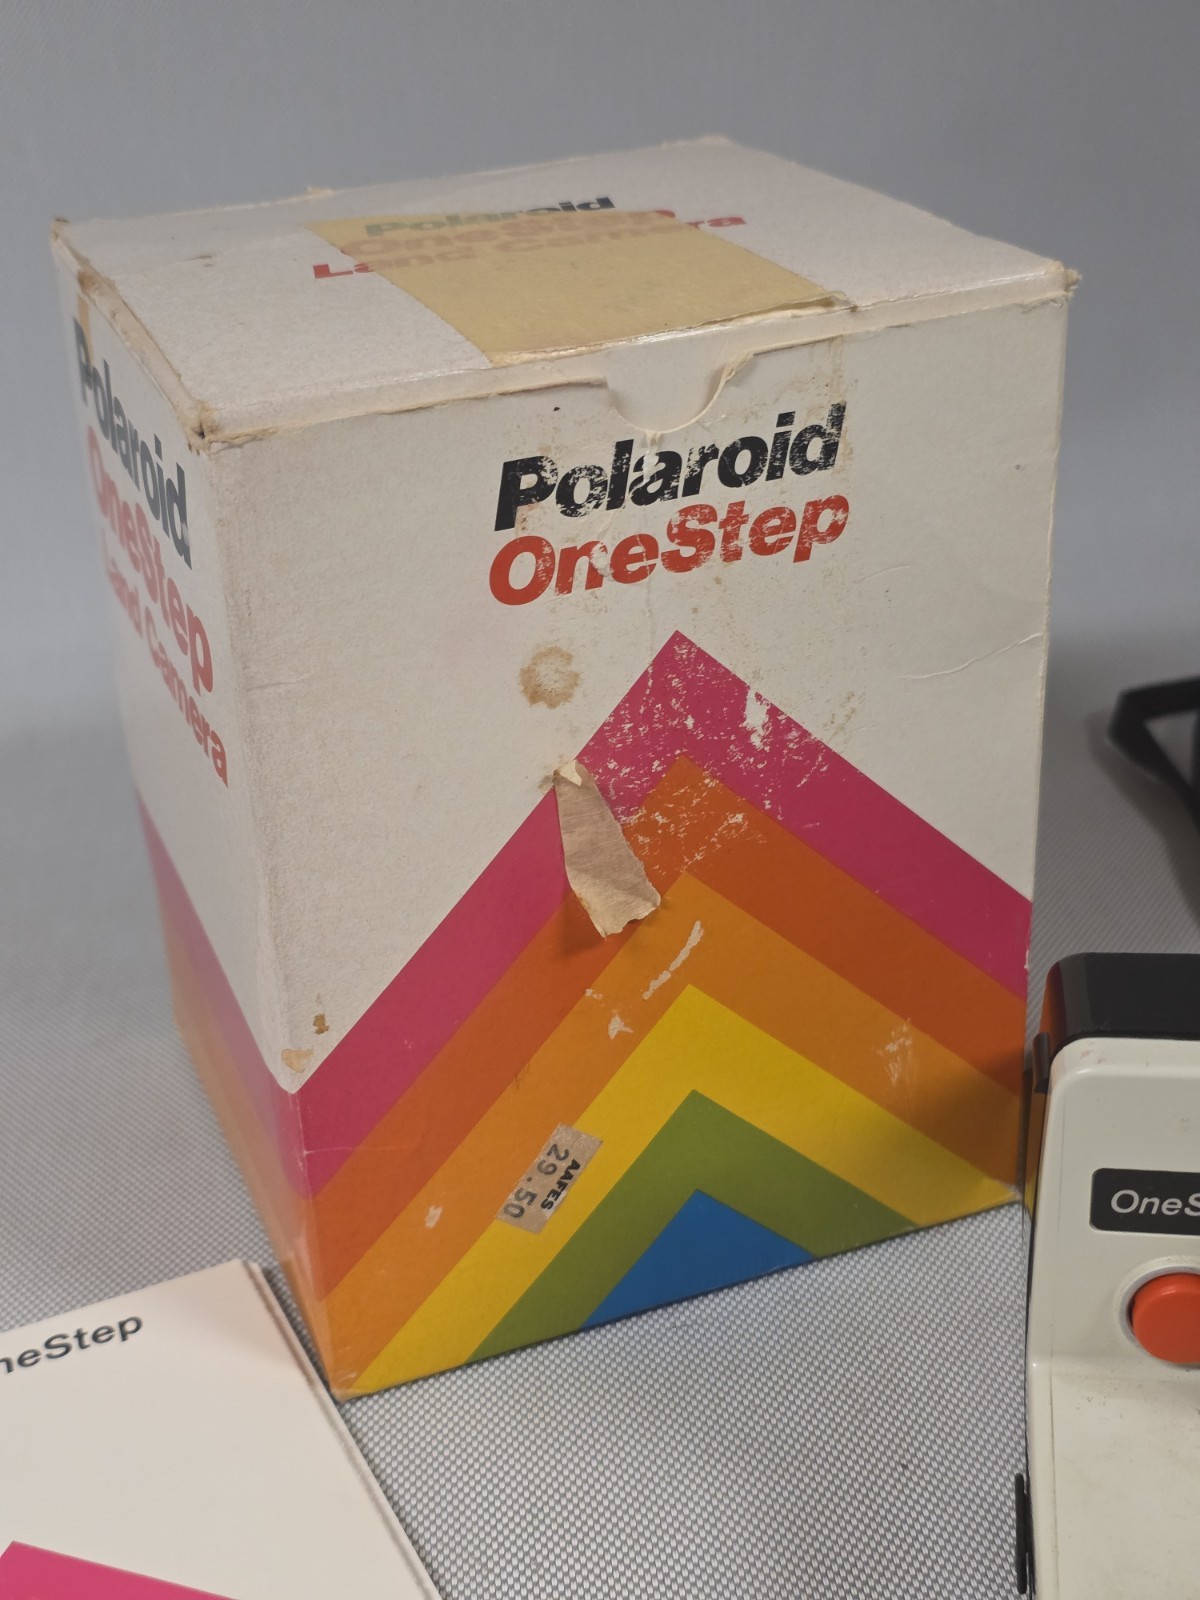 Polaroid
OneStep
Land Camera
Polaroid
OneStep
Land Camera
Polaroid
OneStep
AAFES
29.50
neStep
OneS